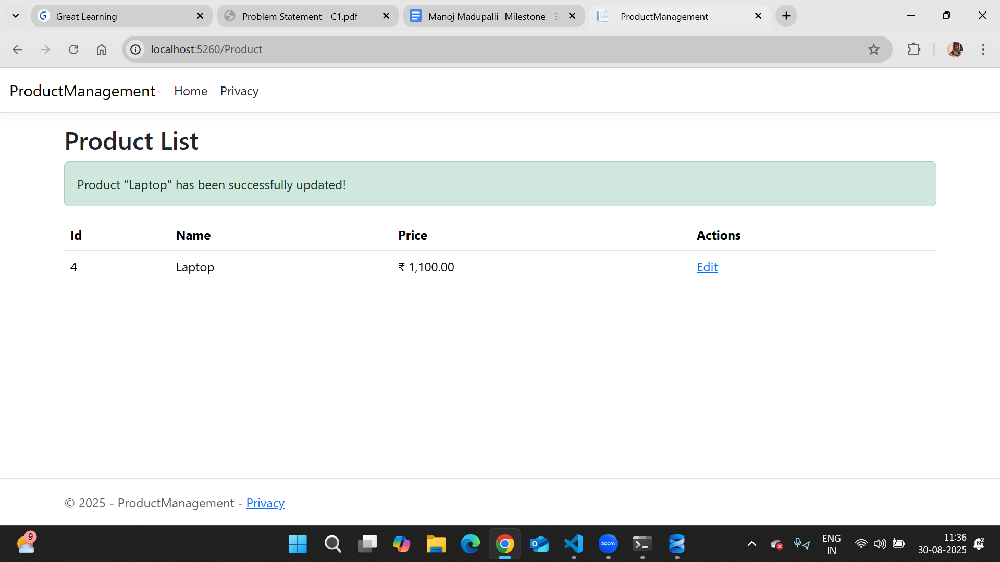 Great Learning
Problem Statement - C1.pdf
Manoj Madupalli -Milestone - 3
- ProductManagement
localhost:5260/Product
ProductManagement
Home
Privacy
Product List
Product "Laptop" has been successfully updated!
Id Name Price Actions
4 Laptop ₹ 1,100.00 Edit
© 2025 - ProductManagement - Privacy
9
zoom
ENG
IN
11:36
30-08-2025